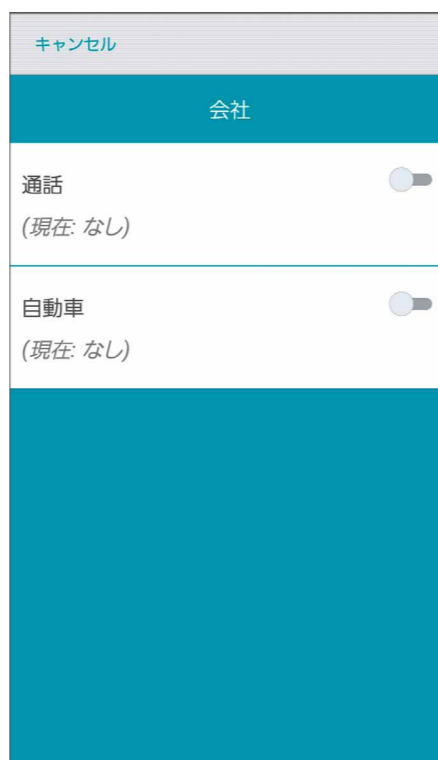 キャンセル
会社
通話
(現在: なし)
自動車
(現在: なし)